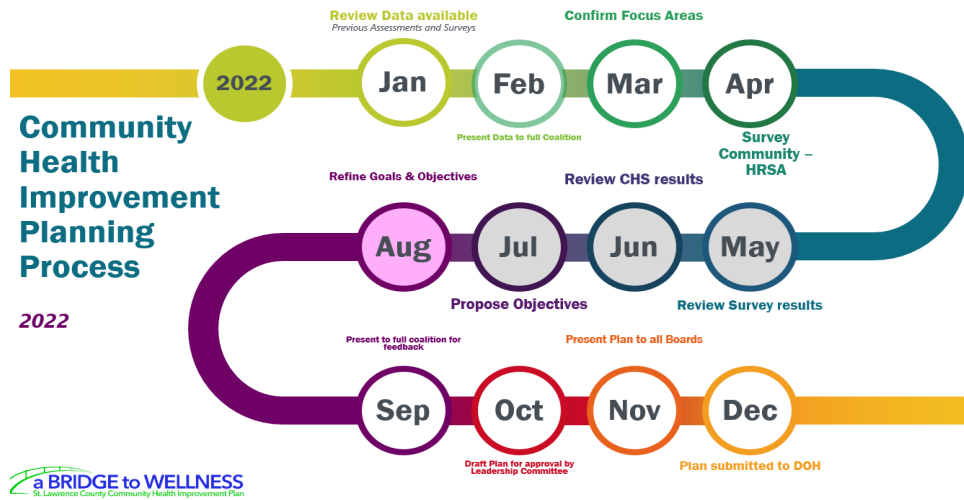 Review Data available
Previous Assessments and Surveys
Confirm Focus Areas
2022
Jan
Feb
Mar
Apr
Present Data to full Coalition
Survey
Community –
HRSA
Community
Health
Improvement
Planning
Process
2022
Refine Goals & Objectives
Review CHS results
Aug
Jul
Jun
May
Propose Objectives
Review Survey results
Present to full coalition for
feedback
Present Plan to all Boards
Sep
Oct
Nov
Dec
Draft Plan for approval by
Leadership Committee
Plan submitted to DOH
a BRIDGE to WELLNESS
St. Lawrence County Community Health Improvement Plan